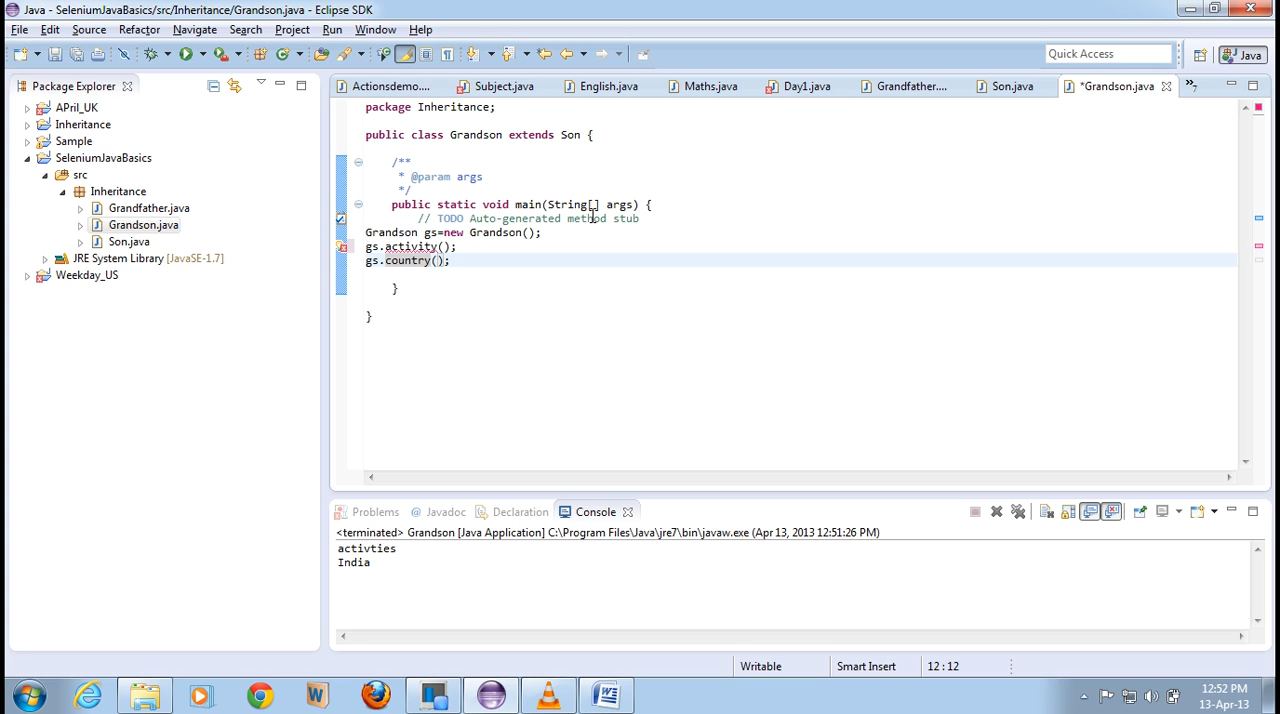 Java - SeleniumJavaBasics/src/Inheritance/Grandson.java - Eclipse SDK
File Edit Source Refactor Navigate Search Project Run Window Help
Quick Access
Java
Package Explorer
APril_UK
Inheritance
Sample
SeleniumJavaBasics
src
Inheritance
Grandfather.java
Grandson.java
Son.java
JRE System Library [JavaSE-1.7]
Weekday_US
Actionsdemo.... Subject.java English.java Maths.java Day1.java Grandfather.... Son.java *Grandson.java »7
package Inheritance;
public class Grandson extends Son {
/**
* @param args
*/
public static void main(String[] args) {
// TODO Auto-generated method stub
Grandson gs=new Grandson();
gs.activity();
gs.country();
}
}
Problems @ Javadoc Declaration Console
<terminated> Grandson [Java Application] C:\Program Files\Java\jre7\bin\javaw.exe (Apr 13, 2013 12:51:26 PM)
activties
India
Writable Smart Insert 12 : 12
12:52 PM
13-Apr-13